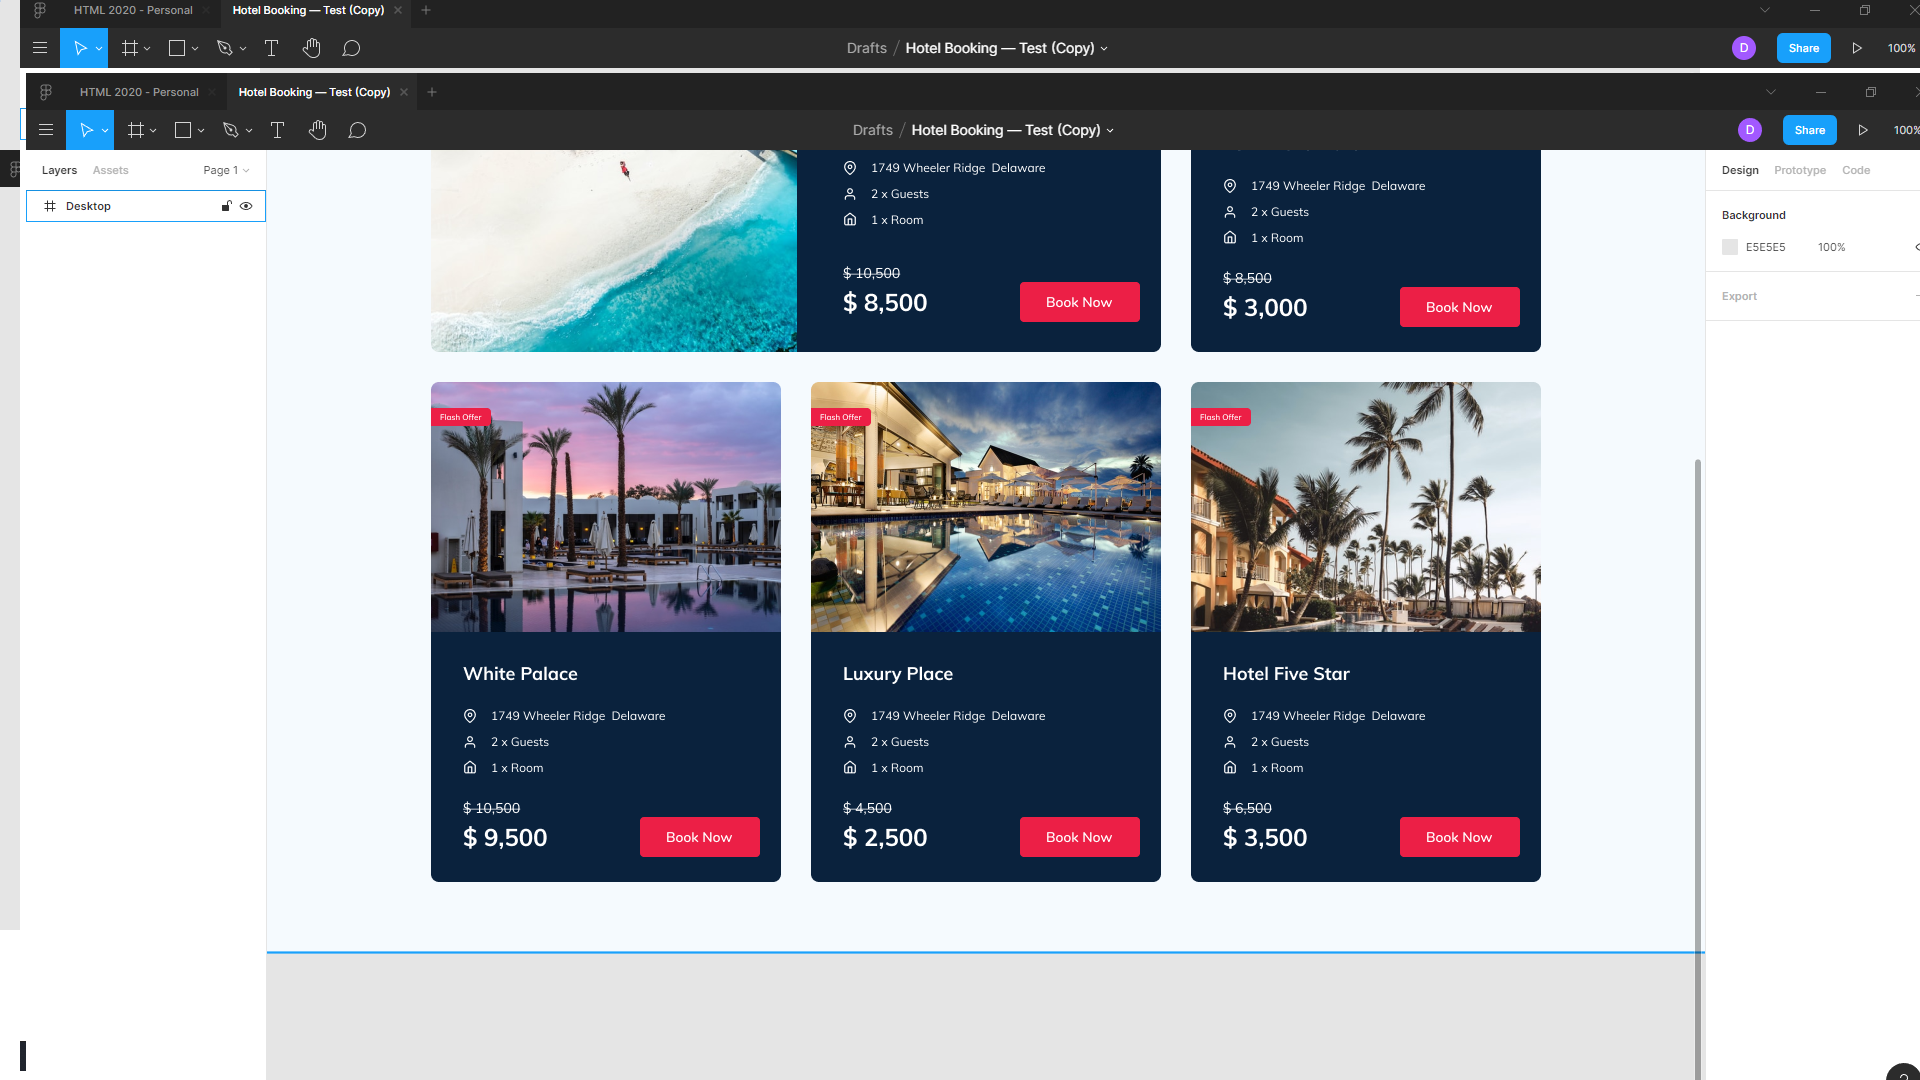 HTML 2020 - Personal
Hotel Booking — Test (Copy)
Drafts / Hotel Booking — Test (Copy)
D
Share
100%
HTML 2020 - Personal
Hotel Booking — Test (Copy)
Drafts / Hotel Booking — Test (Copy)
D
Share
100%
Layers
Assets
Page 1
Desktop
Design
Prototype
Code
Background
E5E5E5
100%
Export
1749 Wheeler Ridge  Delaware
2 x Guests
1 x Room
$ 10,500
$ 8,500
Book Now
1749 Wheeler Ridge  Delaware
2 x Guests
1 x Room
$ 8,500
$ 3,000
Book Now
Flash Offer
White Palace
1749 Wheeler Ridge  Delaware
2 x Guests
1 x Room
$ 10,500
$ 9,500
Book Now
Flash Offer
Luxury Place
1749 Wheeler Ridge  Delaware
2 x Guests
1 x Room
$ 4,500
$ 2,500
Book Now
Flash Offer
Hotel Five Star
1749 Wheeler Ridge  Delaware
2 x Guests
1 x Room
$ 6,500
$ 3,500
Book Now